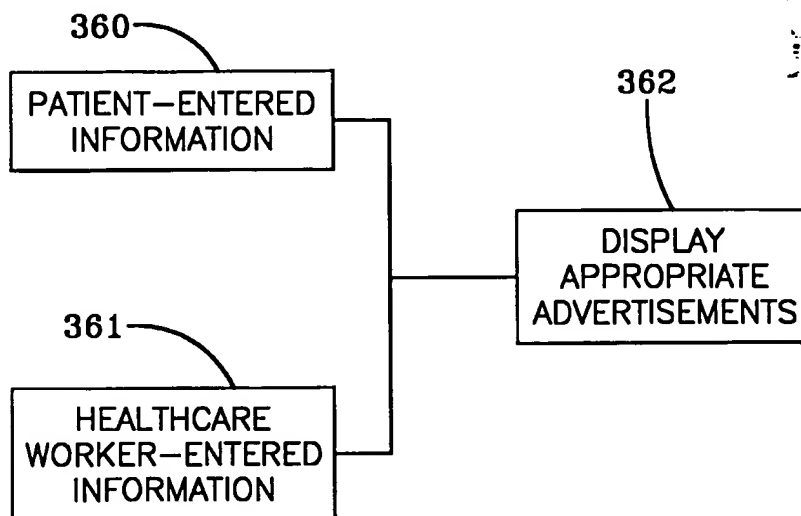 360
PATIENT-ENTERED
INFORMATION
362
DISPLAY
APPROPRIATE
ADVERTISEMENTS
361
HEALTHCARE
WORKER-ENTERED
INFORMATION